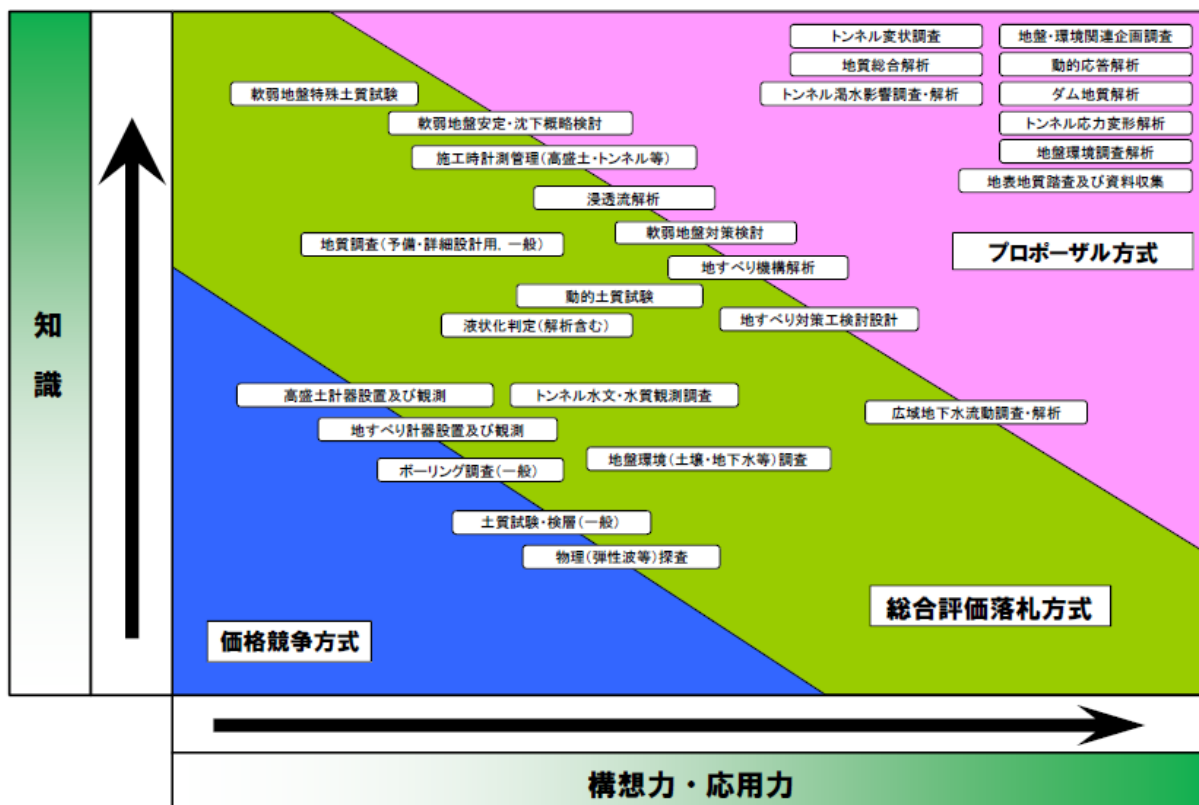 トンネル変状調査
地盤・環境関連企画調査
地質総合解析
動的応答解析
軟弱地盤特殊土質試験
トンネル渇水影響調査・解析
ダム地質解析
軟弱地盤安定・沈下概略検討
トンネル応力変形解析
施工時計測管理(高盛土・トンネル等)
地盤環境調査解析
地表地質踏査及び資料収集
浸透流解析
軟弱地盤対策検討
地質調査(予備・詳細設計用,一般)
プロポーザル方式
地すべり機構解析
動的土質試験
地すべり対策工検討設計
液状化判定(解析含む)
知識
高盛土計器設置及び観測
トンネル水文・水質観測調査
広域地下水流動調査・解析
地すべり計器設置及び観測
地盤環境(土壌・地下水等)調査
ボーリング調査(一般)
土質試験・検層(一般)
物理(弾性波等)探査
総合評価落札方式
価格競争方式
構想力・応用力